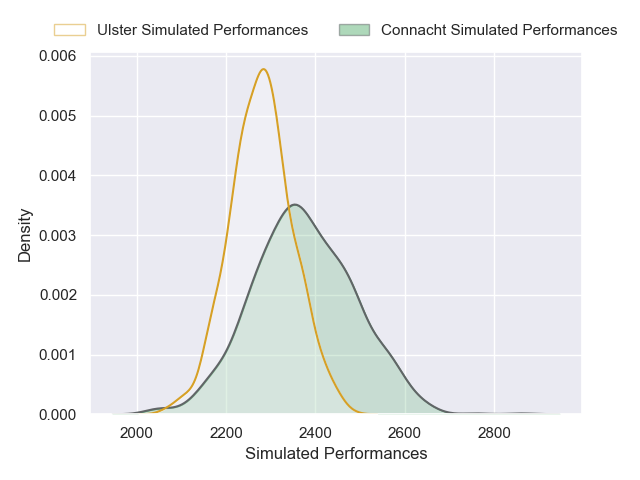 Ulster Simulated Performances Connacht Simulated Performances
0.006
0.005
0.004
0.003
0.002
0.001
0.000
Density
2000 2200 2400 2600 2800
Simulated Performances